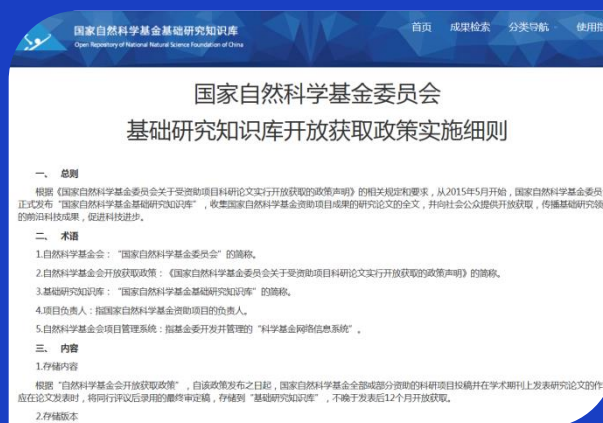 国家自然科学基金基础研究知识库
Open Repository of National Natural Science Foundation of China
首页 成果检索 分类导航 使用指
国家自然科学基金委员会
基础研究知识库开放获取政策实施细则
一、 总则
根据《国家自然科学基金委员会关于受资助项目科研论文实行开放获取的政策声明》的相关规定和要求，从2015年5月开始，国家自然科学基金委员
正式发布“国家自然科学基金基础研究知识库”，收集国家自然科学基金资助项目成果的研究论文的全文，并向社会公众提供开放获取，传播基础研究领
的前沿科技成果，促进科技进步。
二、 术语
1.自然科学基金会：“国家自然科学基金委员会”的简称。
2.自然科学基金会开放获取政策：《国家自然科学基金委员会关于受资助项目科研论文实行开放获取的政策声明》的简称。
3.基础研究知识库：“国家自然科学基金基础研究知识库”的简称。
4.项目负责人：指国家自然科学基金资助项目的负责人。
5.自然科学基金会项目管理系统：指基金委开发并管理的“科学基金网络信息系统”。
三、 内容
1.存储内容
根据“自然科学基金会开放获取政策”，自该政策发布之日起，国家自然科学基金全部或部分资助的科研项目投稿并在学术期刊上发表研究论文的作
应在论文发表时，将同行评议后录用的最终审定稿，存储到“基础研究知识库”，不晚于发表后12个月开放获取。
2.存储版本